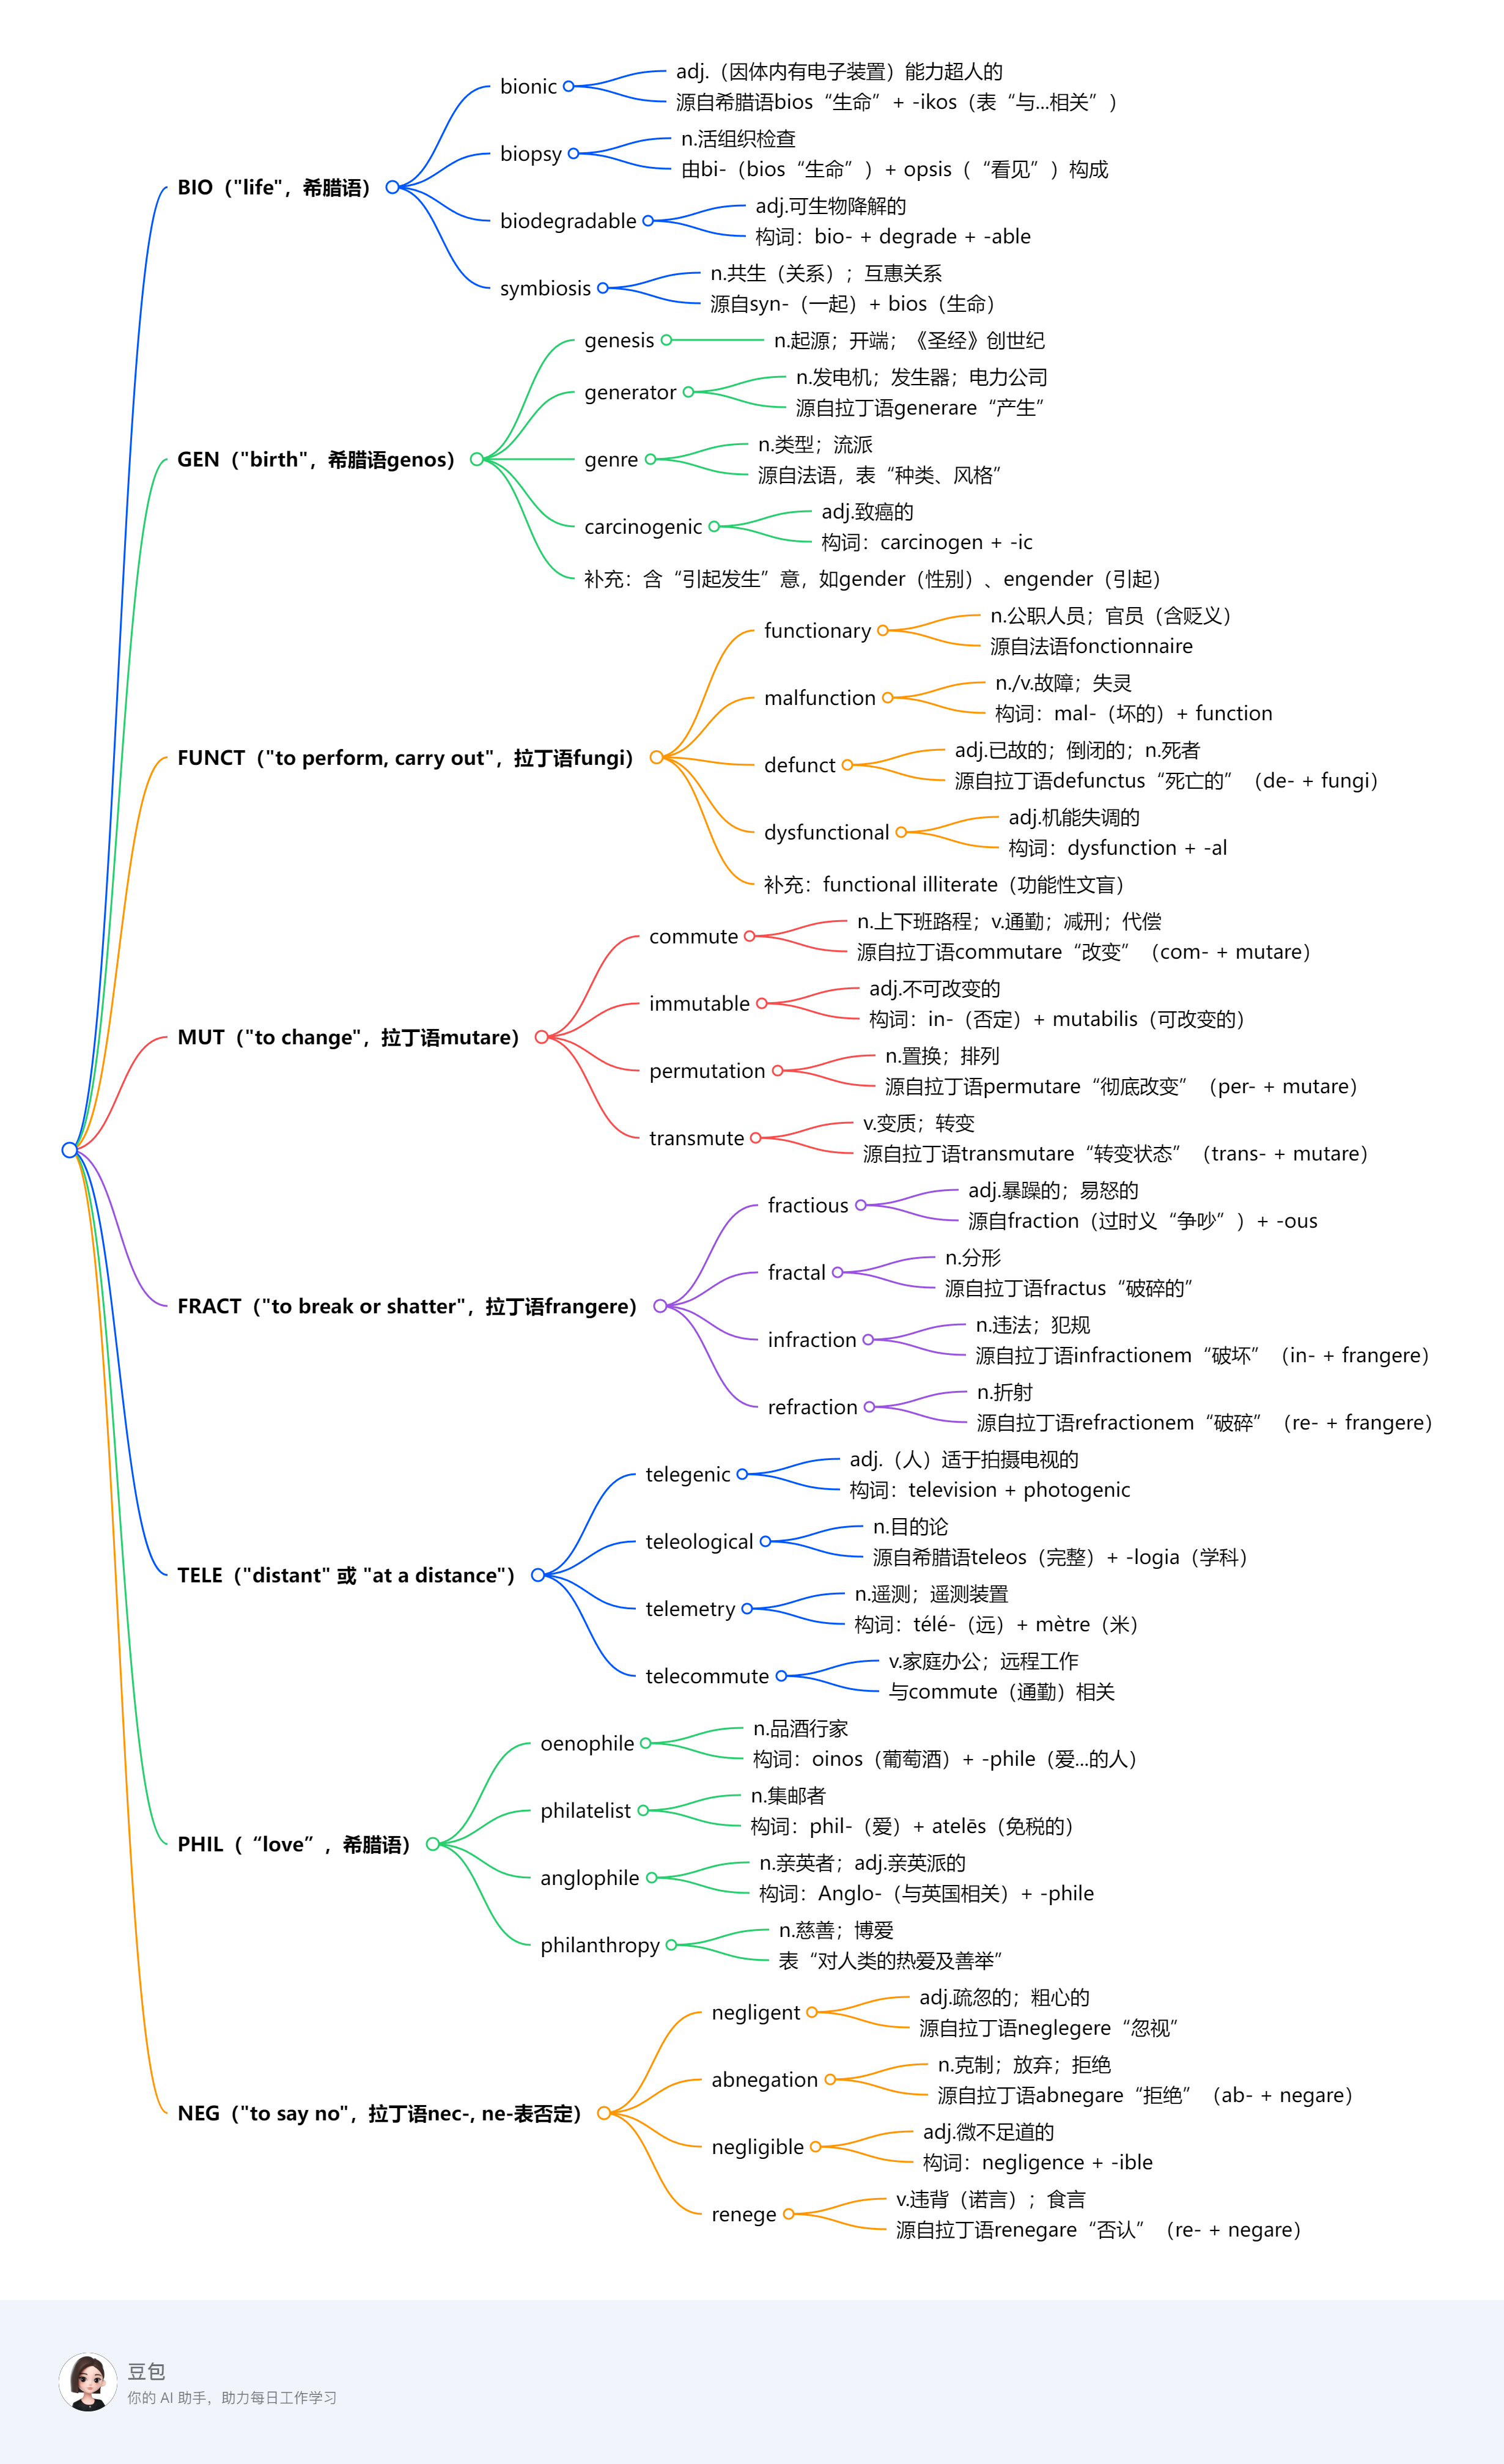 BIO（"life"，希腊语）
bionic
adj.（因体内有电子装置）能力超人的
源自希腊语bios“生命”+ -ikos（表“与...相关”）
biopsy
n.活组织检查
由bi-（bios“生命”）+ opsis（“看见”）构成
biodegradable
adj.可生物降解的
构词：bio- + degrade + -able
symbiosis
n.共生（关系）；互惠关系
源自syn-（一起）+ bios（生命）
GEN（"birth"，希腊语genos）
genesis
n.起源；开端；《圣经》创世纪
generator
n.发电机；发生器；电力公司
源自拉丁语generare“产生”
genre
n.类型；流派
源自法语，表“种类、风格”
carcinogenic
adj.致癌的
构词：carcinogen + -ic
补充：含“引起发生”意，如gender（性别）、engender（引起）
FUNCT（"to perform, carry out"，拉丁语fungi）
functionary
n.公职人员；官员（含贬义）
源自法语fonctionnaire
malfunction
n./v.故障；失灵
构词：mal-（坏的）+ function
defunct
adj.已故的；倒闭的；n.死者
源自拉丁语defunctus“死亡的”（de- + fungi）
dysfunctional
adj.机能失调的
构词：dysfunction + -al
补充：functional illiterate（功能性文盲）
MUT（"to change"，拉丁语mutare）
commute
n.上下班路程；v.通勤；减刑；代偿
源自拉丁语commutare“改变”（com- + mutare）
immutable
adj.不可改变的
构词：in-（否定）+ mutabilis（可改变的）
permutation
n.置换；排列
源自拉丁语permutare“彻底改变”（per- + mutare）
transmute
v.变质；转变
源自拉丁语transmutare“转变状态”（trans- + mutare）
FRACT（"to break or shatter"，拉丁语frangere）
fractious
adj.暴躁的；易怒的
源自fraction（过时义“争吵”）+ -ous
fractal
n.分形
源自拉丁语fractus“破碎的”
infraction
n.违法；犯规
源自拉丁语infractionem“破坏”（in- + frangere）
refraction
n.折射
源自拉丁语refractionem“破碎”（re- + frangere）
TELE（"distant" 或 "at a distance"）
telegenic
adj.（人）适于拍摄电视的
构词：television + photogenic
teleological
n.目的论
源自希腊语teleos（完整）+ -logia（学科）
telemetry
n.遥测；遥测装置
构词：télé-（远）+ mètre（米）
telecommute
v.家庭办公；远程工作
与commute（通勤）相关
PHIL（“love”，希腊语）
oenophile
n.品酒行家
构词：oinos（葡萄酒）+ -phile（爱...的人）
philatelist
n.集邮者
构词：phil-（爱）+ atelēs（免税的）
anglophile
n.亲英者；adj.亲英派的
构词：Anglo-（与英国相关）+ -phile
philanthropy
n.慈善；博爱
表“对人类的热爱及善举”
NEG（"to say no"，拉丁语nec-, ne-表否定）
negligent
adj.疏忽的；粗心的
源自拉丁语neglegere“忽视”
abnegation
n.克制；放弃；拒绝
源自拉丁语abnegare“拒绝”（ab- + negare）
negligible
adj.微不足道的
构词：negligence + -ible
renege
v.违背（诺言）；食言
源自拉丁语renegare“否认”（re- + negare）
豆包
你的 AI 助手，助力每日工作学习